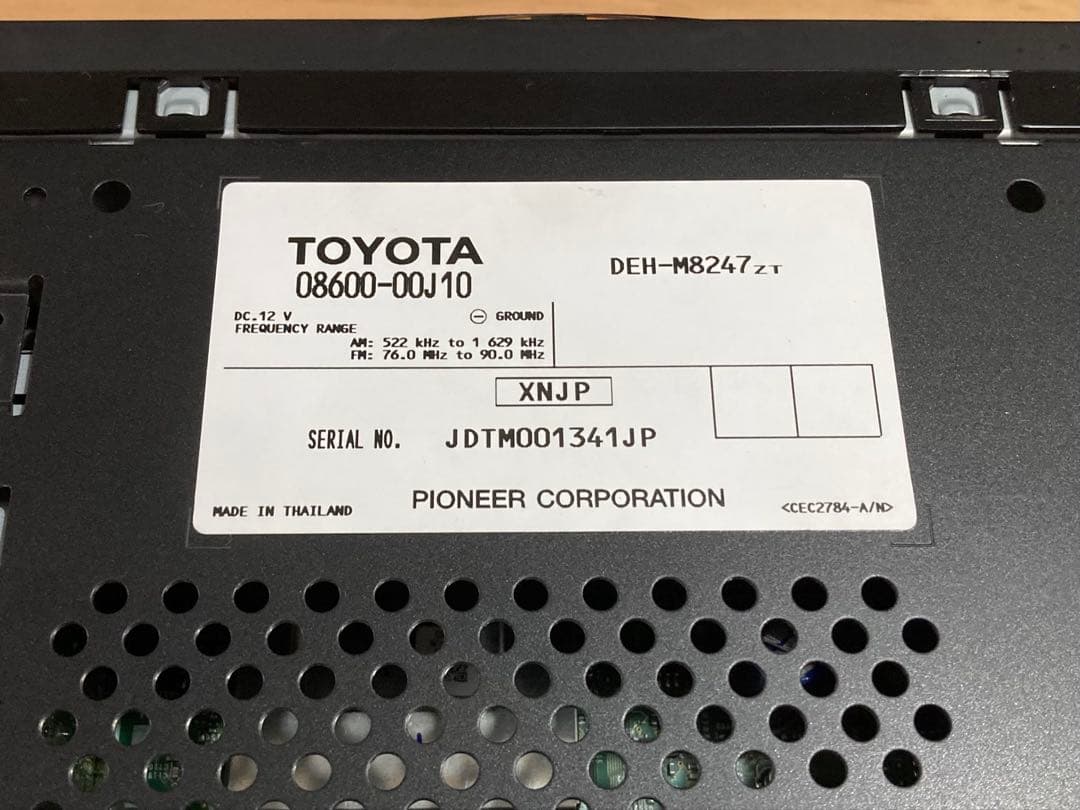 TOYOTA
08600-00J10
DEH-M8247ZT
DC.12 V ⊖ GROUND
FREQUENCY RANGE
AM: 522 kHz to 1 629 kHz
FM: 76.0 MHz to 90.0 MHz
XNJP
SERIAL NO. JDTM001341JP
MADE IN THAILAND PIONEER CORPORATION <CEC2784-A/N>